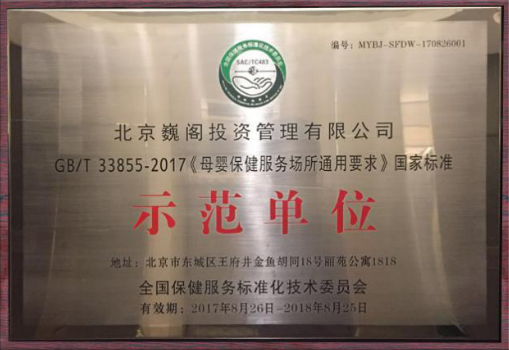 编号：MYBJ-SFDW-170826001
SAC/TC483
北京巍阁投资管理有限公司
GB/T 33855-2017《母婴保健服务场所通用要求》国家标准
示范单位
地址：北京市东城区王府井金鱼胡同18号丽苑公寓1818
全国保健服务标准化技术委员会
有效期：2017年8月26日-2018年8月25日